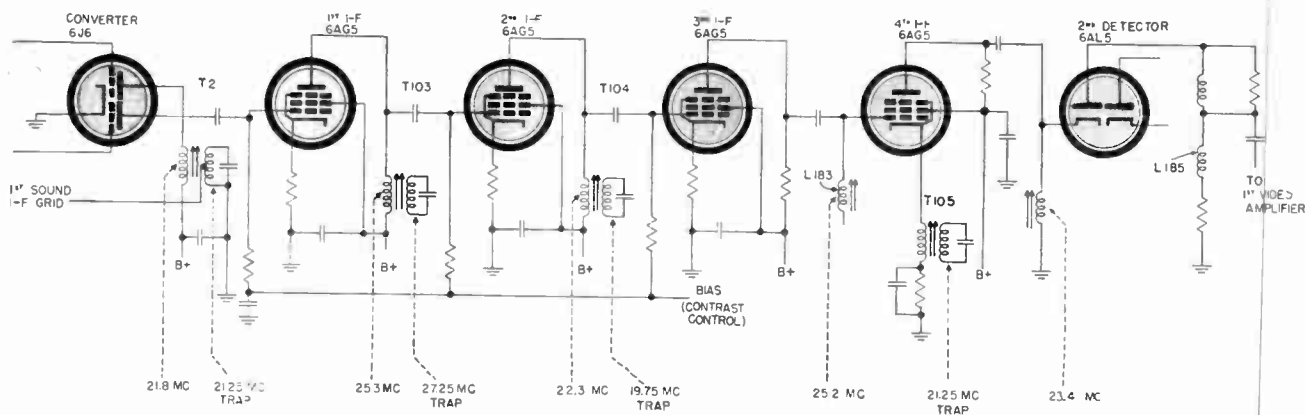 CONVERTER
6J6
1ST I-F
6AG5
2ND I-F
6AG5
3RD I-F
6AG5
4TH I-F
6AG5
2ND DETECTOR
6AL5
T2
T103
T104
L183
T105
L185
1ST SOUND
I-F GRID
TO
1ST VIDEO
AMPLIFIER
B+
B+
B+
B+
B+
BIAS
(CONTRAST
CONTROL)
21.8 MC
21.25 MC
TRAP
25.3 MC
27.25 MC
TRAP
22.3 MC
19.75 MC
TRAP
25.2 MC
21.25 MC
TRAP
23.4 MC